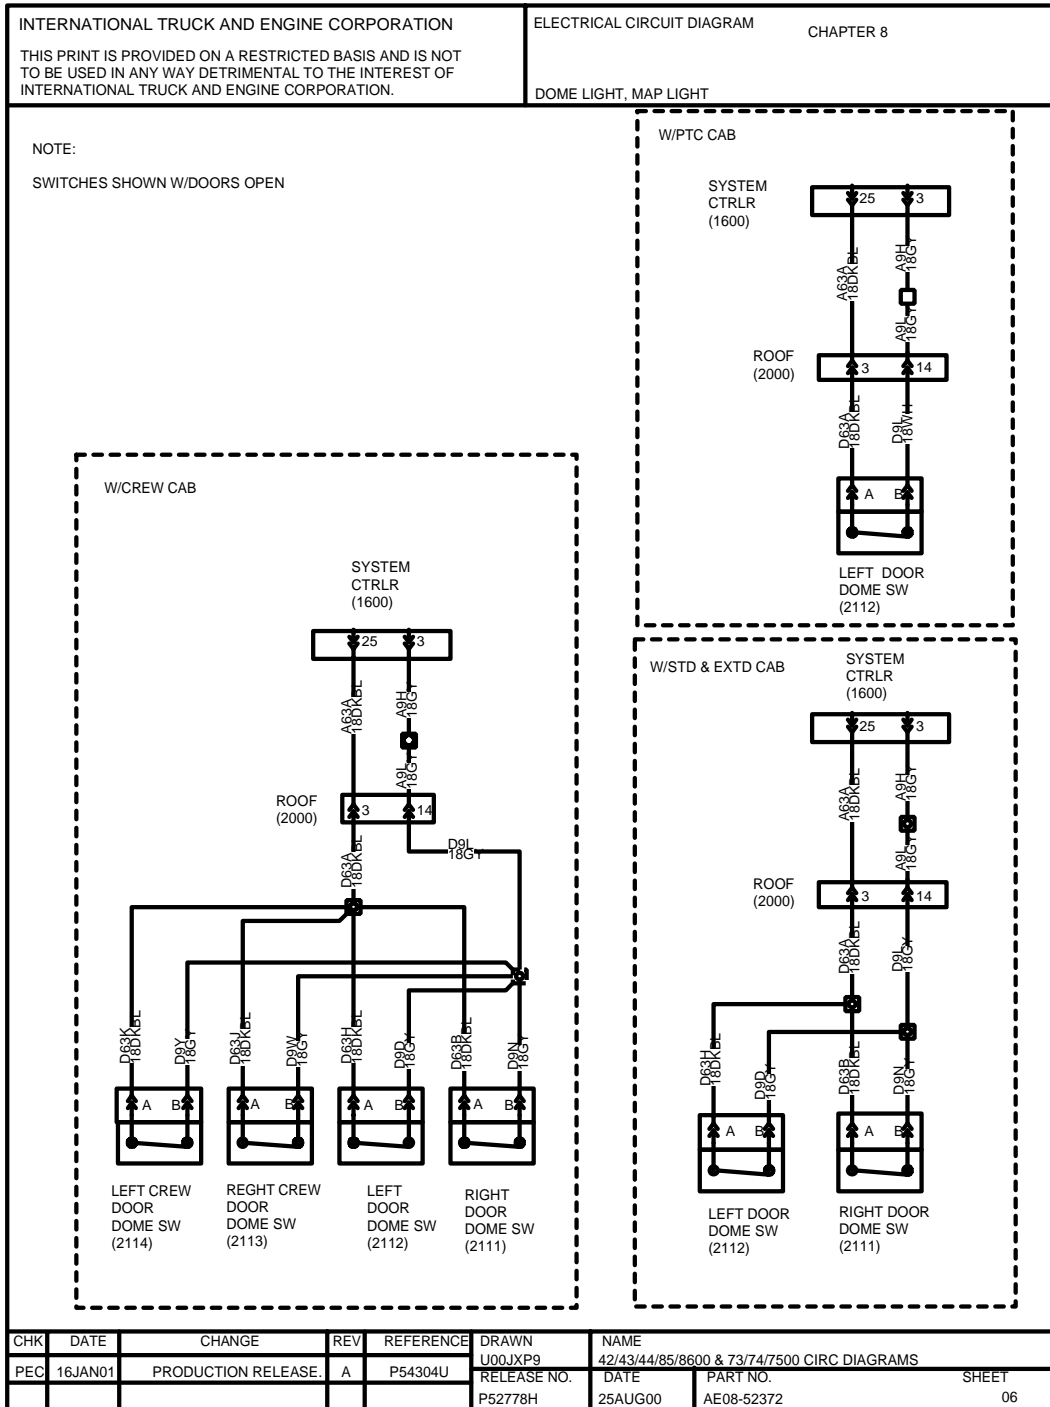 INTERNATIONAL TRUCK AND ENGINE CORPORATION
THIS PRINT IS PROVIDED ON A RESTRICTED BASIS AND IS NOT
TO BE USED IN ANY WAY DETRIMENTAL TO THE INTEREST OF
INTERNATIONAL TRUCK AND ENGINE CORPORATION.
ELECTRICAL CIRCUIT DIAGRAM
CHAPTER 8
DOME LIGHT, MAP LIGHT
NOTE:
SWITCHES SHOWN W/DOORS OPEN
W/PTC CAB
SYSTEM
CTRLR
(1600)
25 3
A63A
18DKBL
A9H
18GY
A9L
18GY
ROOF
(2000)
3 14
D63A
18DKBL
D9L
18WH
A B
LEFT DOOR
DOME SW
(2112)
W/CREW CAB
SYSTEM
CTRLR
(1600)
25 3
A63A
18DKBL
A9H
18GY
A9L
18GY
ROOF
(2000)
3 14
D63A
18DKBL
D9L
18GY
D63K
18DKBL
D9Y
18GY
D63J
18DKBL
D9W
18GY
D63H
18DKBL
D9D
18GY
D63B
18DKBL
D9N
18GY
A B A B A B A B
LEFT CREW
DOOR
DOME SW
(2114)
REGHT CREW
DOOR
DOME SW
(2113)
LEFT
DOOR
DOME SW
(2112)
RIGHT
DOOR
DOME SW
(2111)
W/STD & EXTD CAB
SYSTEM
CTRLR
(1600)
25 3
A63A
18DKBL
A9H
18GY
A9L
18GY
ROOF
(2000)
3 14
D63A
18DKBL
D9L
18GY
D63H
18DKBL
D9D
18GY
D63B
18DKBL
D9N
18GY
A B A B
LEFT DOOR
DOME SW
(2112)
RIGHT DOOR
DOME SW
(2111)
CHK DATE CHANGE REV REFERENCE
PEC 16JAN01 PRODUCTION RELEASE. A P54304U
DRAWN
U00JXP9
NAME
42/43/44/85/8600 & 73/74/7500 CIRC DIAGRAMS
RELEASE NO. DATE PART NO. SHEET
P52778H 25AUG00 AE08-52372 06